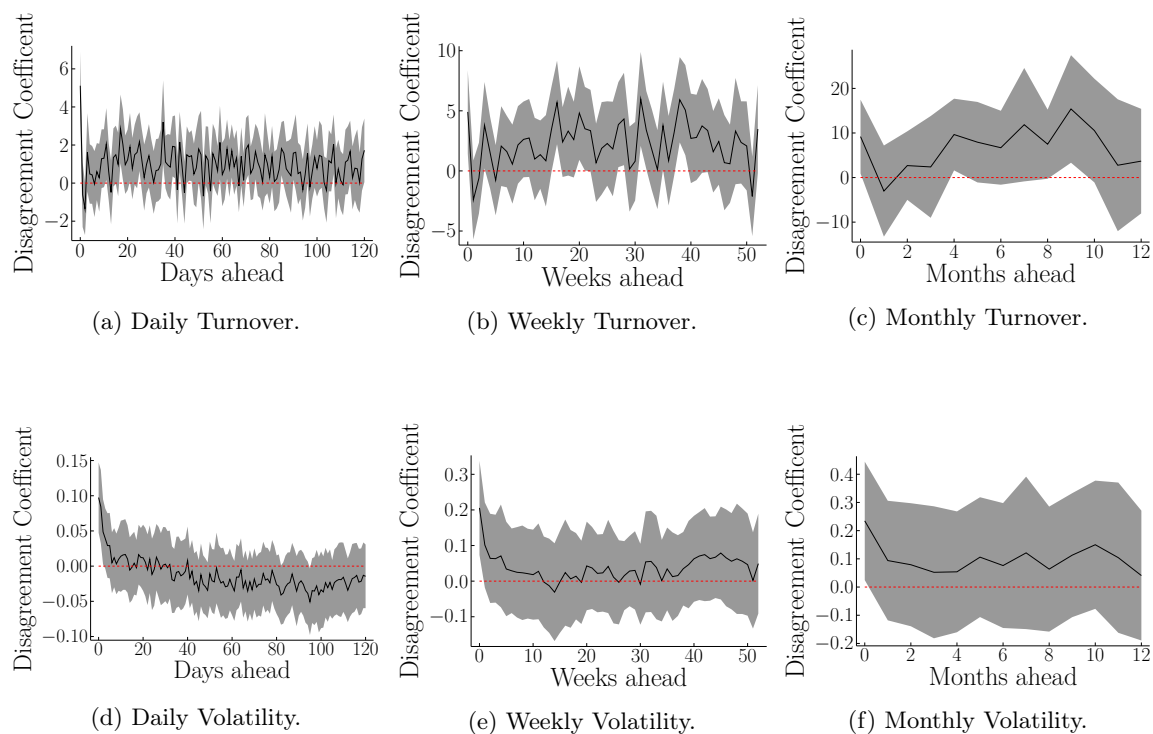 Disagreement Coefficent
6
4
2
0
−2
0 20 40 60 80 100 120
Days ahead
(a) Daily Turnover.
Disagreement Coefficent
10
5
0
−5
0 10 20 30 40 50
Weeks ahead
(b) Weekly Turnover.
Disagreement Coefficent
20
10
0
−10
0 2 4 6 8 10 12
Months ahead
(c) Monthly Turnover.
Disagreement Coefficent
0.15
0.10
0.05
0.00
−0.05
−0.10
0 20 40 60 80 100 120
Days ahead
(d) Daily Volatility.
Disagreement Coefficent
0.3
0.2
0.1
0.0
−0.1
0 10 20 30 40 50
Weeks ahead
(e) Weekly Volatility.
Disagreement Coefficent
0.4
0.3
0.2
0.1
0.0
−0.1
−0.2
0 2 4 6 8 10 12
Months ahead
(f) Monthly Volatility.